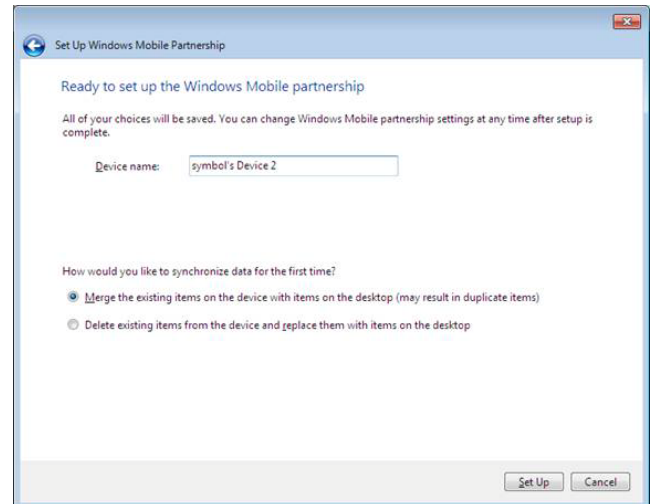 Set Up Windows Mobile Partnership
Ready to set up the Windows Mobile partnership
All of your choices will be saved. You can change Windows Mobile partnership settings at any time after setup is
complete.
Device name: symbol's Device 2
How would you like to synchronize data for the first time?
Merge the existing items on the device with items on the desktop (may result in duplicate items)
Delete existing items from the device and replace them with items on the desktop
Set Up Cancel